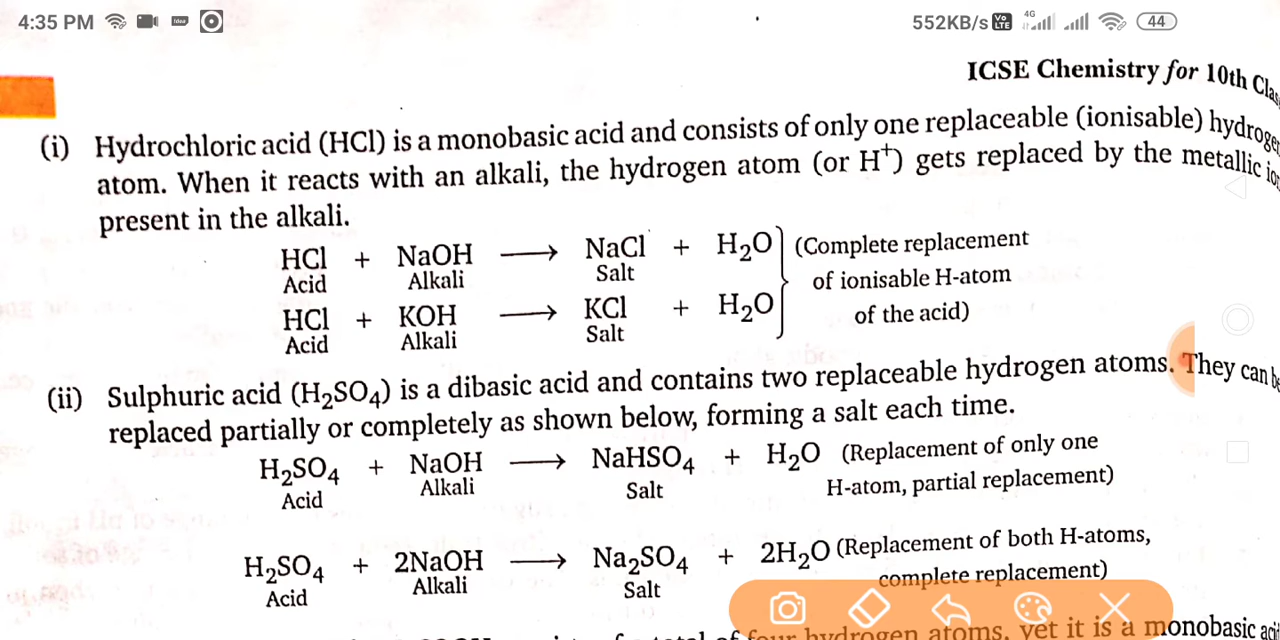 4:35 PM
552KB/s Vo LTE 4G 44
ICSE Chemistry for 10th
(i) Hydrochloric acid (HCl) is a monobasic acid and consists of only one replaceable (ionisable)
atom. When it reacts with an alkali, the hydrogen atom (or H⁺) gets replaced by the metallic
present in the alkali.
HCl + NaOH ⟶ NaCl + H₂O (Complete replacement
Acid Alkali Salt of ionisable H-atom
HCl + KOH ⟶ KCl + H₂O of the acid)
Acid Alkali Salt
(ii) Sulphuric acid (H₂SO₄) is a dibasic acid and contains two replaceable hydrogen atoms. They can
replaced partially or completely as shown below, forming a salt each time.
H₂SO₄ + NaOH ⟶ NaHSO₄ + H₂O (Replacement of only one
Acid Alkali Salt H-atom, partial replacement)
H₂SO₄ + 2NaOH ⟶ Na₂SO₄ + 2H₂O (Replacement of both H-atoms,
Acid Alkali Salt complete replacement)
of four hydrogen atoms, yet it is a monobasic